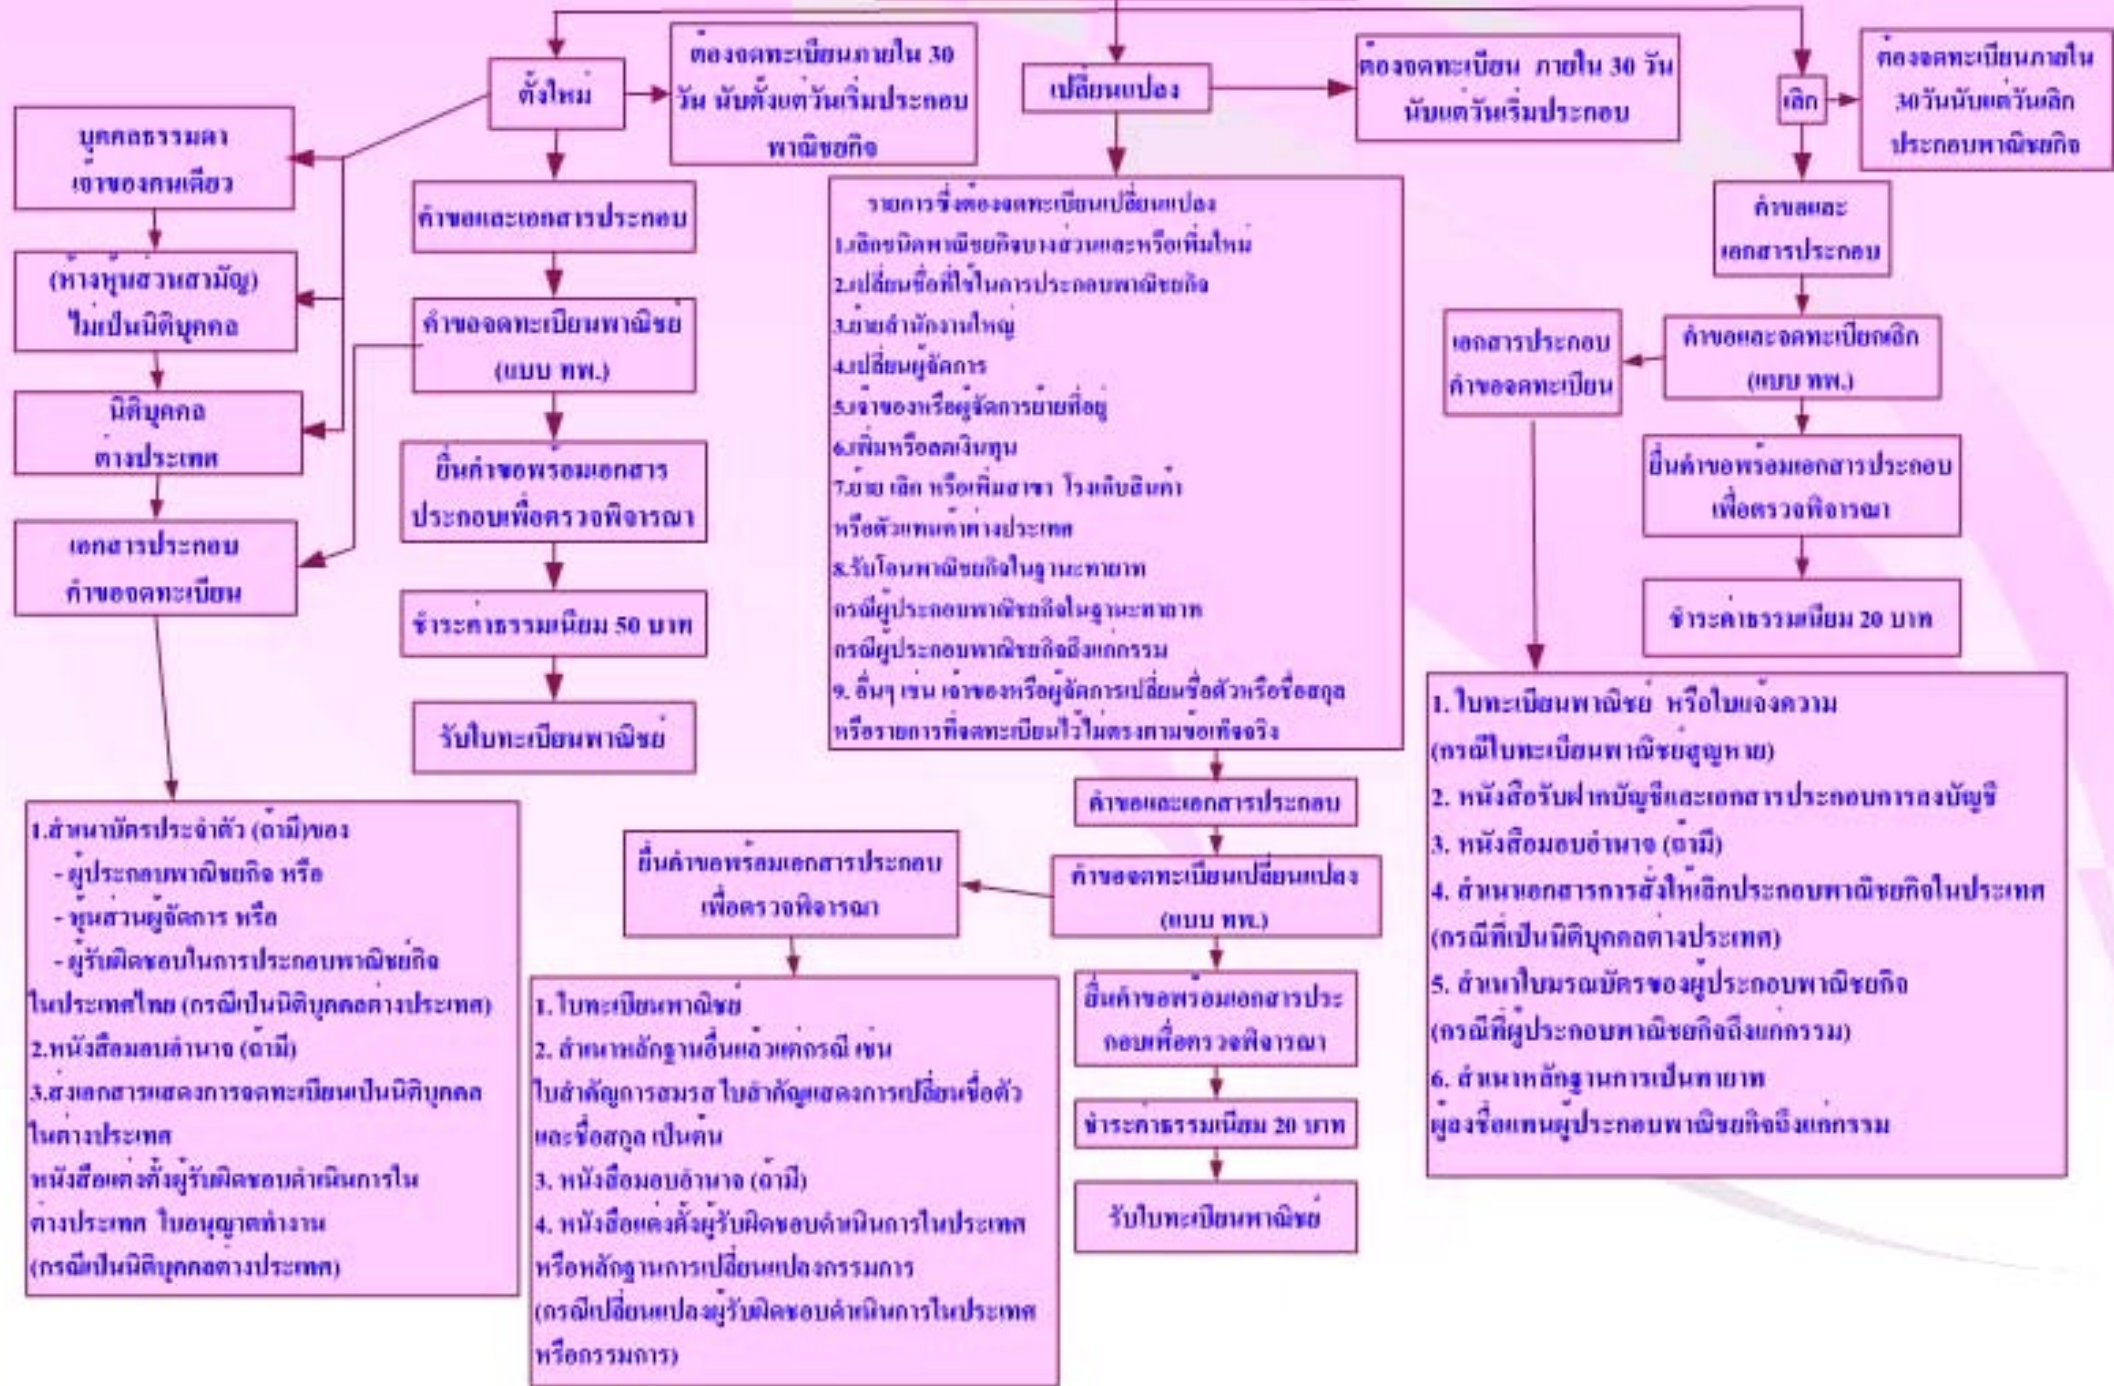 ตั้งใหม่
ต้องจดทะเบียนภายใน 30
วัน นับตั้งแต่วันเริ่มประกอบ
พาณิชยกิจ
บุคคลธรรมดา
เจ้าของคนเดียว
(ห้างหุ้นส่วนสามัญ)
ไม่เป็นนิติบุคคล
นิติบุคคล
ต่างประเทศ
เอกสารประกอบ
คำขอจดทะเบียน
1.สำเนาบัตรประจำตัว (ถ้ามี)ของ
- ผู้ประกอบพาณิชยกิจ หรือ
- หุ้นส่วนผู้จัดการ หรือ
- ผู้รับผิดชอบในการประกอบพาณิชย์กิจ
ในประเทศไทย (กรณีเป็นนิติบุคคลต่างประเทศ)
2.หนังสือมอบอำนาจ (ถ้ามี)
3.ส่งเอกสารแสดงการจดทะเบียนเป็นนิติบุคคล
ในต่างประเทศ
หนังสือแต่งตั้งผู้รับผิดชอบดำเนินการใน
ต่างประเทศ ใบอนุญาตทำงาน
(กรณีเป็นนิติบุคคลต่างประเทศ)
คำขอและเอกสารประกอบ
คำขอจดทะเบียนพาณิชย์
(แบบ ทพ.)
ยื่นคำขอพร้อมเอกสาร
ประกอบเพื่อตรวจพิจารณา
ชำระค่าธรรมเนียม 50 บาท
รับใบทะเบียนพาณิชย์
เปลี่ยนแปลง
ต้องจดทะเบียน ภายใน 30 วัน
นับแต่วันเริ่มประกอบ
รายการซึ่งต้องจดทะเบียนเปลี่ยนแปลง
1.เลิกชนิดพาณิชยกิจบางส่วนและหรือเพิ่มใหม่
2.เปลี่ยนชื่อที่ใช้ในการประกอบพาณิชยกิจ
3.ย้ายสำนักงานใหญ่
4.เปลี่ยนผู้จัดการ
5.เจ้าของหรือผู้จัดการย้ายที่อยู่
6.เพิ่มหรือลดเงินทุน
7.ย้าย เลิก หรือเพิ่มสาขา โรงเก็บสินค้า
หรือตัวแทนค้าต่างประเทศ
8.รับโอนพาณิชยกิจในฐานะทายาท
กรณีผู้ประกอบพาณิชยกิจในฐานะทายาท
กรณีผู้ประกอบพาณิชยกิจถึงแก่กรรม
9. อื่นๆ เช่น เจ้าของหรือผู้จัดการเปลี่ยนชื่อตัวหรือชื่อสกุล
หรือรายการที่จดทะเบียนไว้ไม่ตรงตามข้อเท็จจริง
คำขอและเอกสารประกอบ
คำขอจดทะเบียนเปลี่ยนแปลง
(แบบ ทพ.)
ยื่นคำขอพร้อมเอกสารประกอบ
เพื่อตรวจพิจารณา
1. ใบทะเบียนพาณิชย์
2. สำเนาหลักฐานอื่นแล้วแต่กรณี เช่น
ใบสำคัญการสมรส ใบสำคัญแสดงการเปลี่ยนชื่อตัว
และชื่อสกุล เป็นต้น
3. หนังสือมอบอำนาจ (ถ้ามี)
4. หนังสือแต่งตั้งผู้รับผิดชอบดำเนินการในประเทศ
หรือหลักฐานการเปลี่ยนแปลงกรรมการ
(กรณีเปลี่ยนแปลงผู้รับผิดชอบดำเนินการในประเทศ
หรือกรรมการ)
ยื่นคำขอพร้อมเอกสารประ
กอบเพื่อตรวจพิจารณา
ชำระค่าธรรมเนียม 20 บาท
รับใบทะเบียนพาณิชย์
เลิก
ต้องจดทะเบียนภายใน
30วันนับแต่วันเลิก
ประกอบพาณิชยกิจ
คำขอและ
เอกสารประกอบ
คำขอและจดทะเบียกเลิก
(แบบ ทพ.)
เอกสารประกอบ
คำขอจดทะเบียน
ยื่นคำขอพร้อมเอกสารประกอบ
เพื่อตรวจพิจารณา
ชำระค่าธรรมเนียม 20 บาท
1. ใบทะเบียนพาณิชย์ หรือใบแจ้งความ
(กรณีใบทะเบียนพาณิชย์สูญหาย)
2. หนังสือรับฝากบัญชีและเอกสารประกอบการลงบัญชี
3. หนังสือมอบอำนาจ (ถ้ามี)
4. สำเนาเอกสารการสั่งให้เลิกประกอบพาณิชยกิจในประเทศ
(กรณีที่เป็นนิติบุคคลต่างประเทศ)
5. สำเนาใบมรณบัตรของผู้ประกอบพาณิชยกิจ
(กรณีที่ผู้ประกอบพาณิชยกิจถึงแก่กรรม)
6. สำเนาหลักฐานการเป็นทายาท
ผู้ลงชื่อแทนผู้ประกอบพาณิชยกิจถึงแก่กรรม